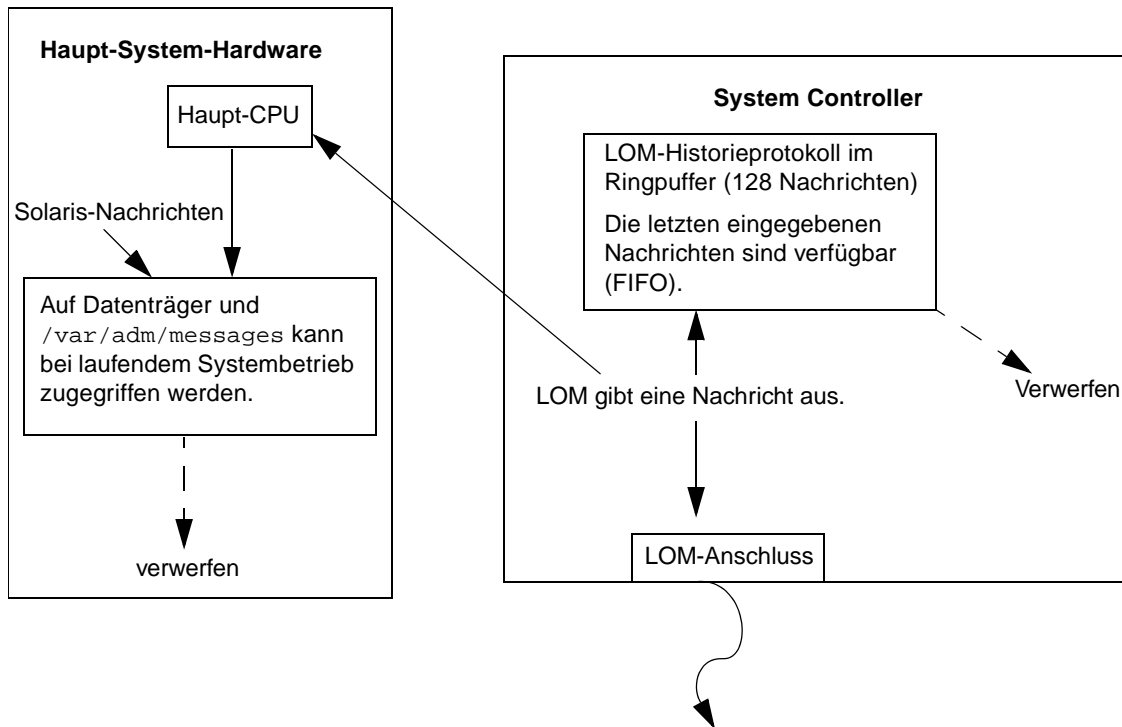 Haupt-System-Hardware
Haupt-CPU
Solaris-Nachrichten
Auf Datenträger und
/var/adm/messages kann
bei laufendem Systembetrieb
zugegriffen werden.
verwerfen
System Controller
LOM-Historieprotokoll im
Ringpuffer (128 Nachrichten)
Die letzten eingegebenen
Nachrichten sind verfügbar
(FIFO).
LOM gibt eine Nachricht aus.
Verwerfen
LOM-Anschluss